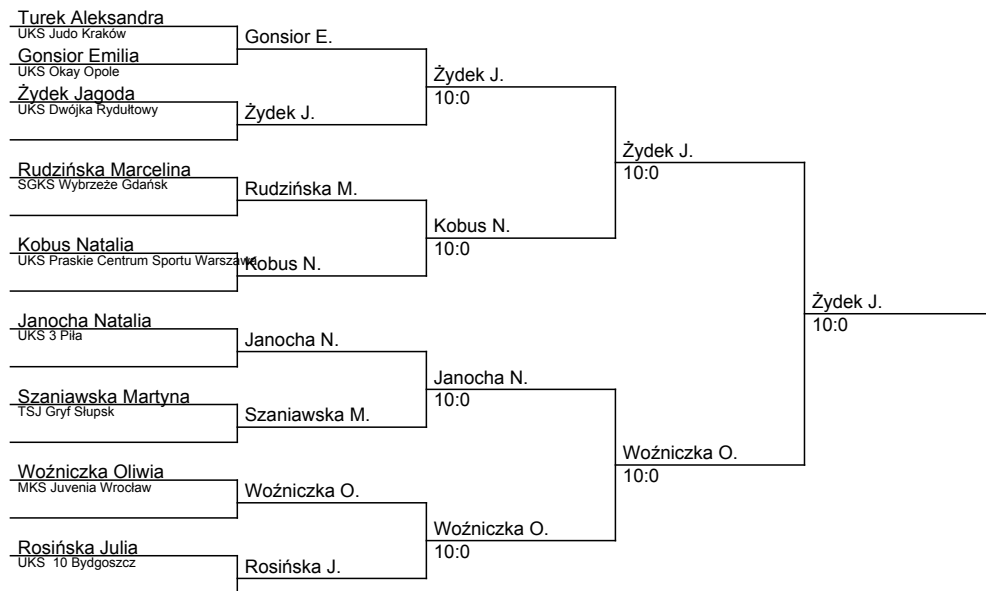 Turek Aleksandra
UKS Judo Kraków
Gonsior E.
Gonsior Emilia
UKS Okay Opole
Żydek J.
10:0
Żydek Jagoda
UKS Dwójka Rydułtowy
Żydek J.
Żydek J.
10:0
Rudzińska Marcelina
SGKS Wybrzeże Gdańsk
Rudzińska M.
Kobus N.
10:0
Kobus Natalia
UKS Praskie Centrum Sportu Warszawa
Kobus N.
Żydek J.
10:0
Janocha Natalia
UKS 3 Piła
Janocha N.
Janocha N.
10:0
Szaniawska Martyna
TSJ Gryf Słupsk
Szaniawska M.
Woźniczka O.
10:0
Woźniczka Oliwia
MKS Juvenia Wrocław
Woźniczka O.
Woźniczka O.
10:0
Rosińska Julia
UKS  10 Bydgoszcz
Rosińska J.